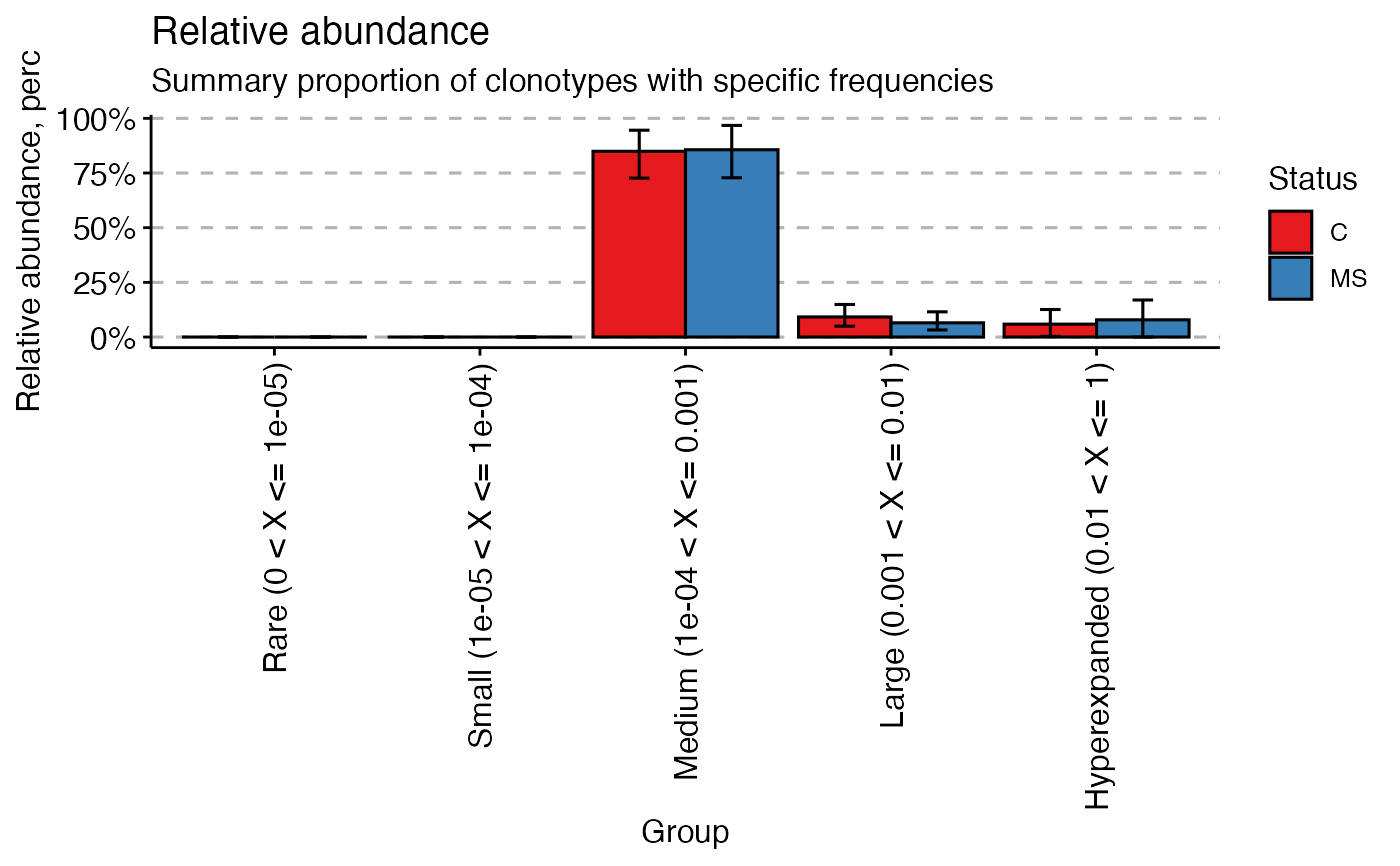 Relative abundance
Summary proportion of clonotypes with specific frequencies
Relative abundance, perc
100%
75%
50%
25%
0%
Rare (0 < X <= 1e-05)
Small (1e-05 < X <= 1e-04)
Medium (1e-04 < X <= 0.001)
Large (0.001 < X <= 0.01)
Hyperexpanded (0.01 < X <= 1)
Group
Status
C
MS